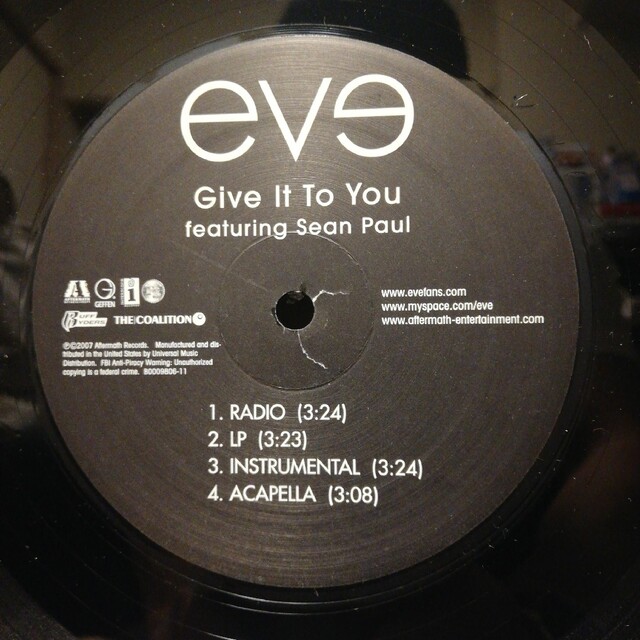 eve
Give It To You
featuring Sean Paul
AFTERMATH
GEFFEN
i
RUFF RYDERS
THE|COALITION
www.evefans.com
www.myspace.com/eve
www.aftermath-entertainment.com
℗©2007 Aftermath Records. Manufactured and dis-
tributed in the United States by Universal Music
Distribution. FBI Anti-Piracy Warning: Unauthorized
copying is a federal crime. B0009806-11
1. RADIO (3:24)
2. LP (3:23)
3. INSTRUMENTAL (3:24)
4. ACAPELLA (3:08)